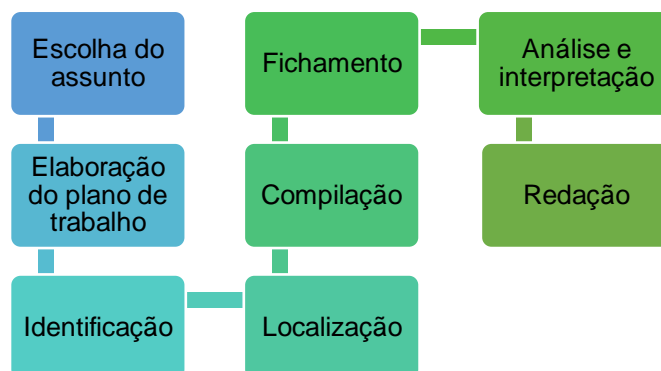 Escolha do
assunto
Elaboração
do plano de
trabalho
Identificação
Localização
Compilação
Fichamento
Análise e
interpretação
Redação